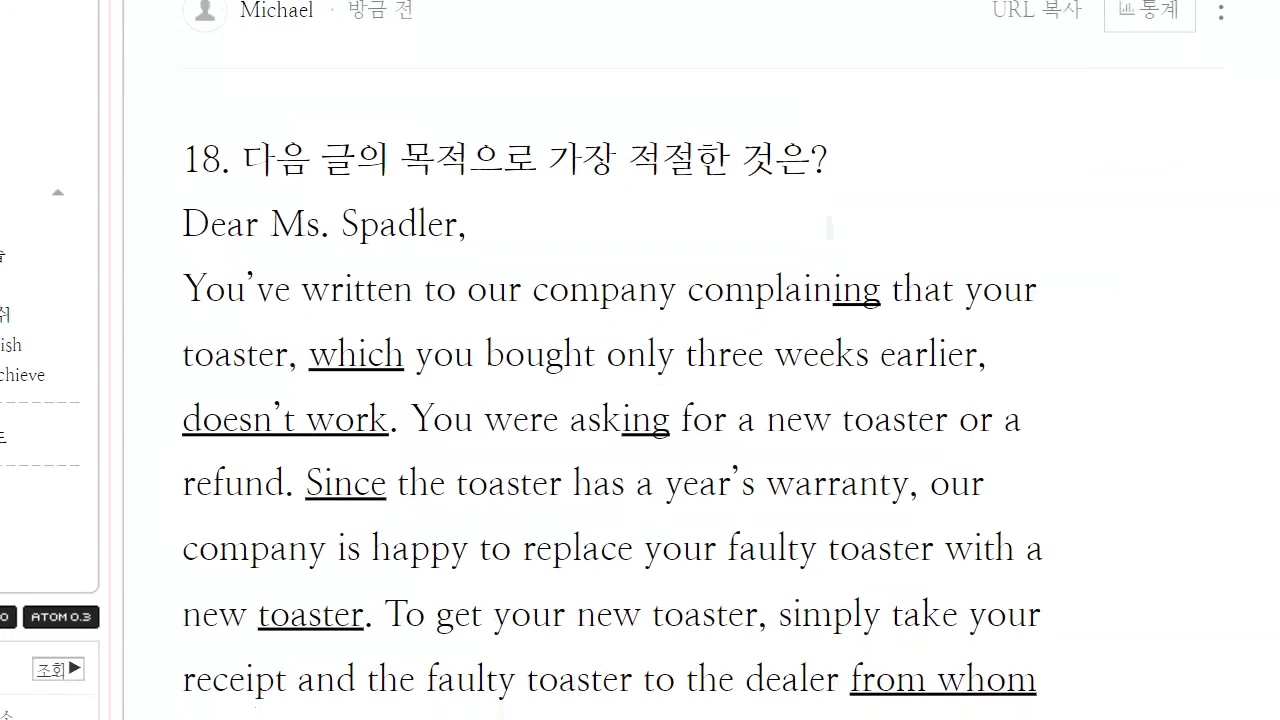 Michael · 방금 전
URL 복사
통계
18. 다음 글의 목적으로 가장 적절한 것은?
Dear Ms. Spadler,
You’ve written to our company complaining that your
toaster, which you bought only three weeks earlier,
doesn’t work. You were asking for a new toaster or a
refund. Since the toaster has a year’s warranty, our
company is happy to replace your faulty toaster with a
new toaster. To get your new toaster, simply take your
receipt and the faulty toaster to the dealer from whom
ish
chieve
ATOM 0.3
조회▶